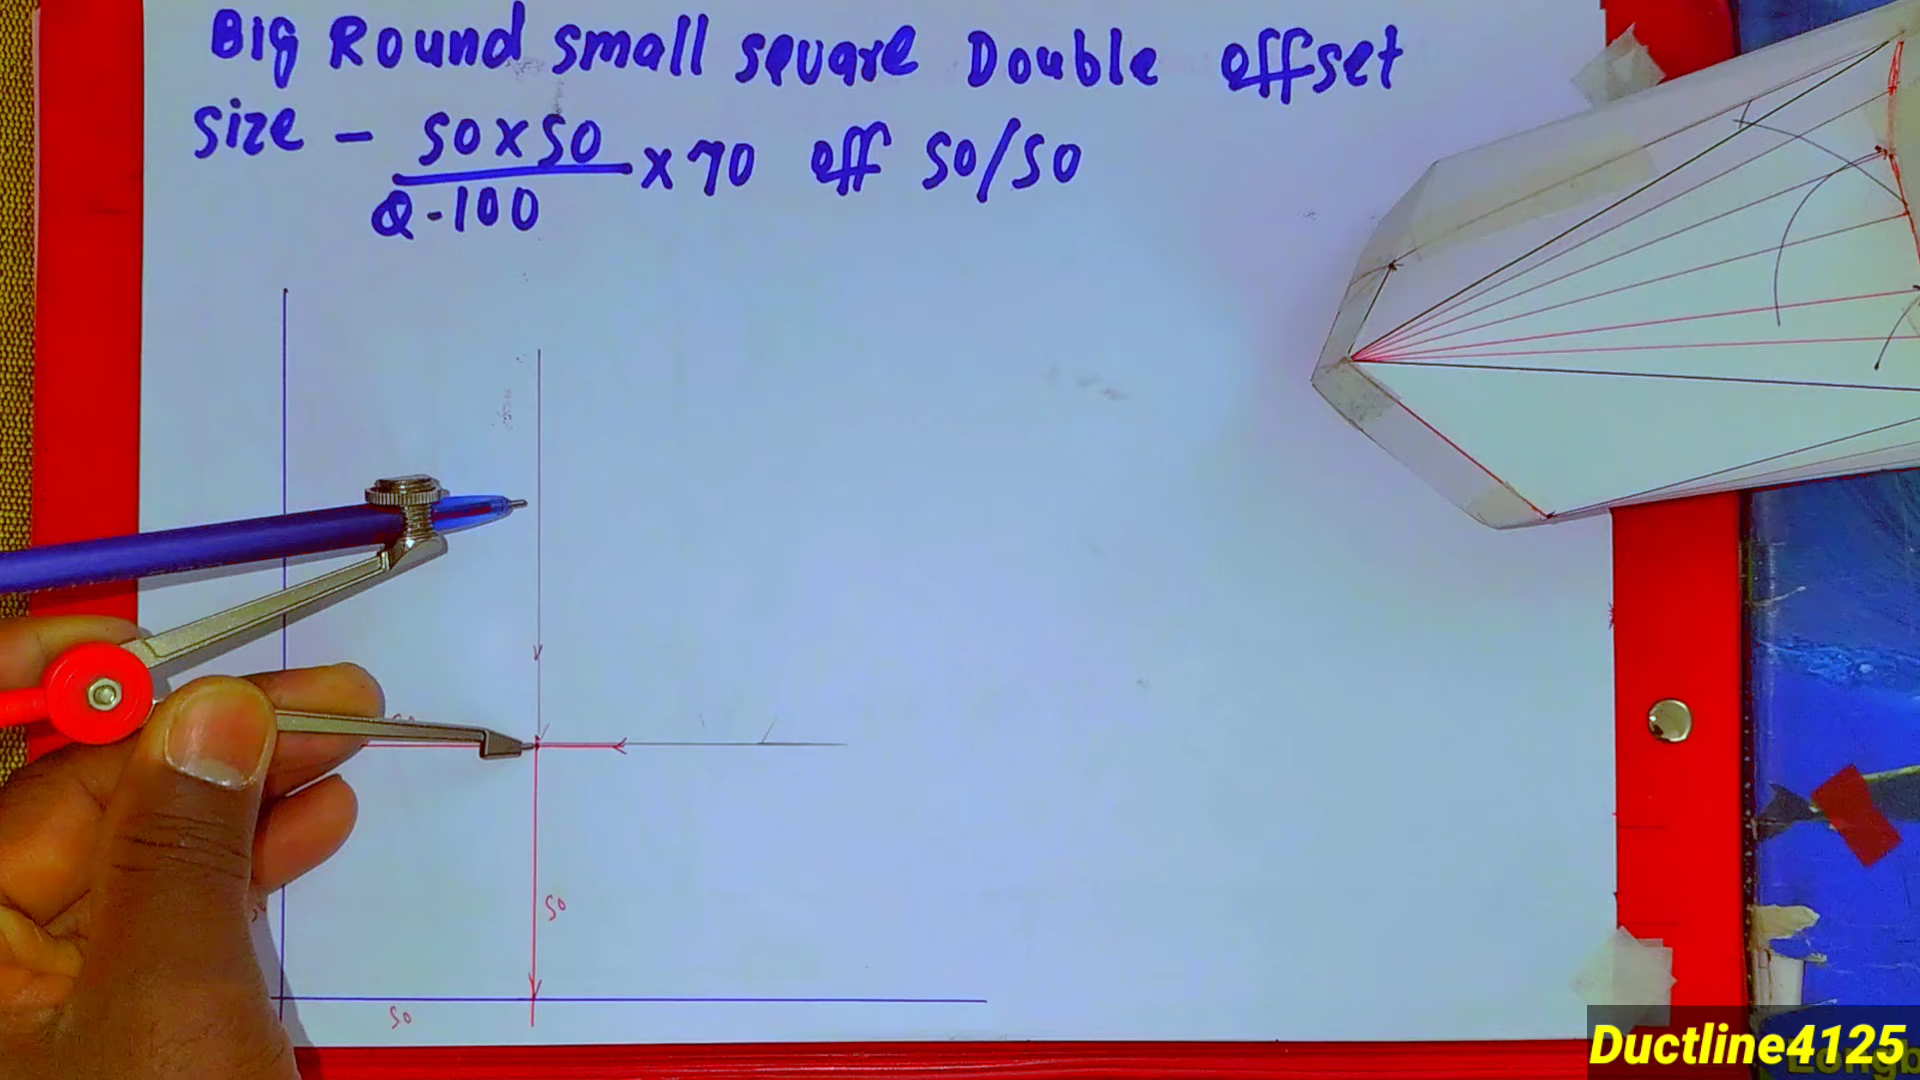 Big Round small square Double offset
size - 50x50 x 70 off 50/50
Q-100
50
50
Ductline4125